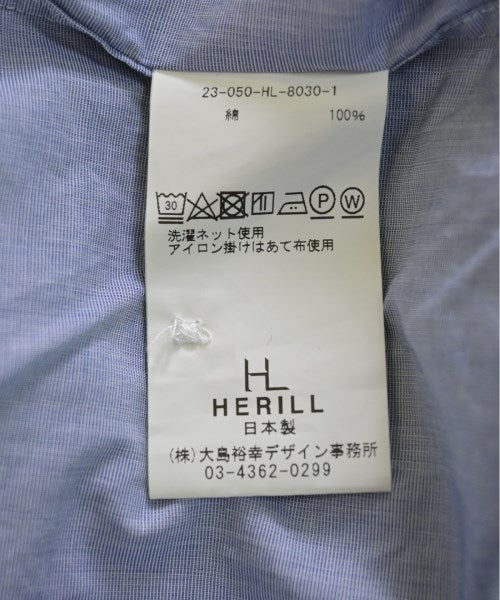 23-050-HL-8030-1
綿 100%
30 P W
洗濯ネット使用
アイロン掛けはあて布使用
HL
HERILL
日本製
(株)大島裕幸デザイン事務所
03-4362-0299